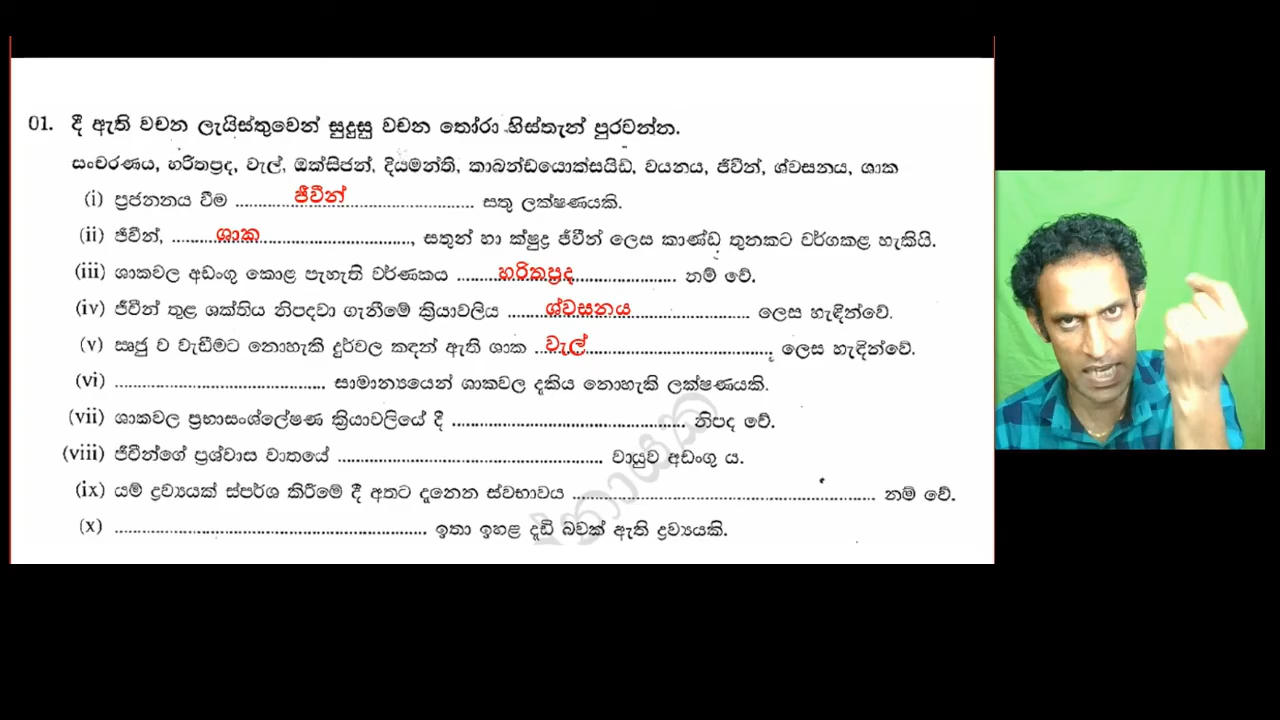 01. දී ඇති වචන ලැයිස්තුවෙන් සුදුසු වචන තෝරා හිස්තැන් පුරවන්න.
සංචරණය, හරිතප්‍රද, වැල්, ඔක්සිජන්, දියමන්ති, කාබන්ඩයොක්සයිඩ්, වයනය, ජීවීන්, ශ්වසනය, ශාක
(i) ප්‍රජනනය වීම ........ ජීවීන් ........ සතු ලක්ෂණයකි.
(ii) ජීවීන්, ........ ශාක ........, සතුන් හා ක්ෂුද්‍ර ජීවීන් ලෙස කාණ්ඩ තුනකට වර්ගකළ හැකියි.
(iii) ශාකවල අඩංගු කොළ පැහැති වර්ණකය ........ හරිතප්‍රද ........ නම් වේ.
(iv) ජීවීන් තුළ ශක්තිය නිපදවා ගැනීමේ ක්‍රියාවලිය ........ ශ්වසනය ........ ලෙස හැඳින්වේ.
(v) ඍජු ව වැඩීමට නොහැකි දුර්වල කඳන් ඇති ශාක ........ වැල් ........ ලෙස හැඳින්වේ.
(vi) ................ සාමාන්‍යයෙන් ශාකවල දැකිය නොහැකි ලක්ෂණයකි.
(vii) ශාකවල ප්‍රභාසංශ්ලේෂණ ක්‍රියාවලියේ දී ................ නිපද වේ.
(viii) ජීවීන්ගේ ප්‍රශ්වාස වාතයේ ................ වායුව අඩංගු ය.
(ix) යම් ද්‍රව්‍යයක් ස්පර්ශ කිරීමේ දී අතට දැනෙන ස්වභාවය ................ නම් වේ.
(x) ................ ඉතා ඉහළ දෘඩි බවක් ඇති ද්‍රව්‍යයකි.